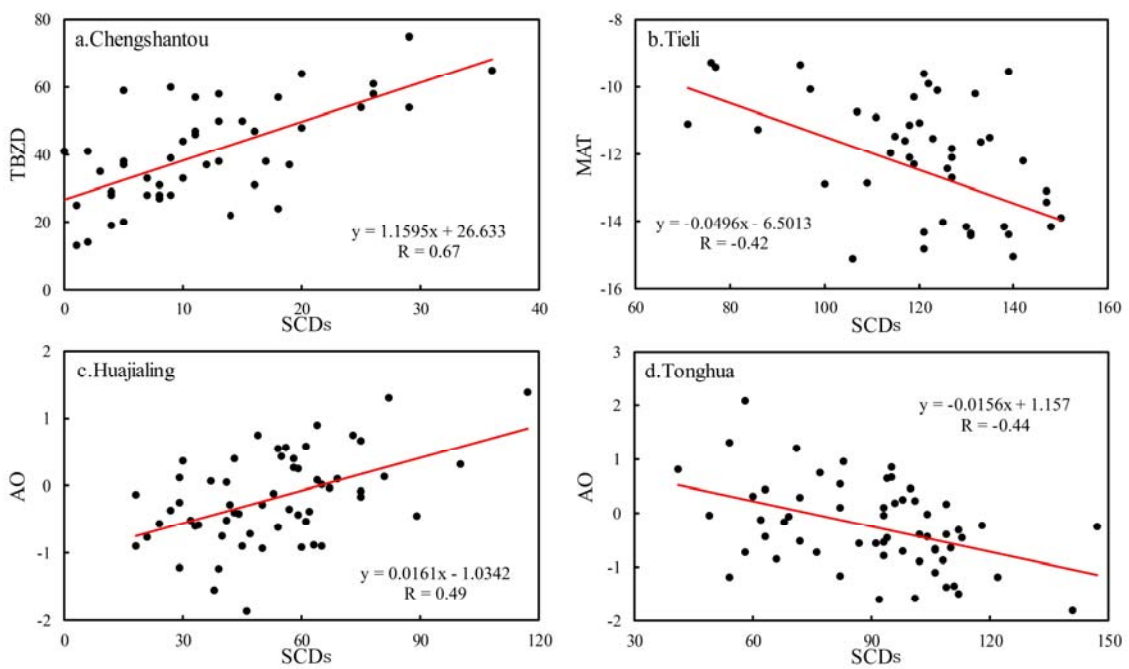 80
60
40
20
0
TBZD
a.Chengshantou
y = 1.1595x + 26.633
R = 0.67
0 10 20 30 40
SCDs
-8
-10
-12
-14
-16
MAT
b.Tieli
y = -0.0496x - 6.5013
R = -0.42
60 80 100 120 140 160
SCDs
2
1
0
-1
-2
AO
c.Huajialing
y = 0.0161x - 1.0342
R = 0.49
0 30 60 90 120
SCDs
3
2
1
0
-1
-2
AO
d.Tonghua
y = -0.0156x + 1.157
R = -0.44
30 60 90 120 150
SCDs